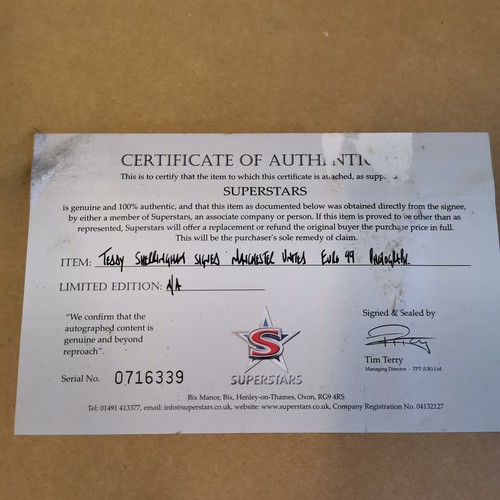 CERTIFICATE OF AUTHENTIC
This is to certify that the item to which this certificate is attached, as
SUPERSTARS
is genuine and 100% authentic, and that this item as documented below was obtained directly from the signee,
by either a member of Superstars, an associate company or person. If this item is proved to be other than as
represented, Superstars will offer a replacement or refund the original buyer the purchase price in full.
This will be the purchaser's sole remedy of claim.
ITEM: TEDDY SHERRINGHAM SIGNED MANCHESTER UNITED EURO 99 PHOTOGRAPH.
LIMITED EDITION: N/A
"We confirm that the
autographed content is
genuine and beyond
reproach".
Serial No. 0716339
S
SUPERSTARS
Signed & Sealed by
Tim Terry
Managing Director - TPT (UK) Ltd
Bix Manor, Bix, Henley-on-Thames, Oxon, RG9 4RS
Tel: 01491 413377, email: info@superstars.co.uk, website: www.superstars.co.uk, Company Registration No. 04132127